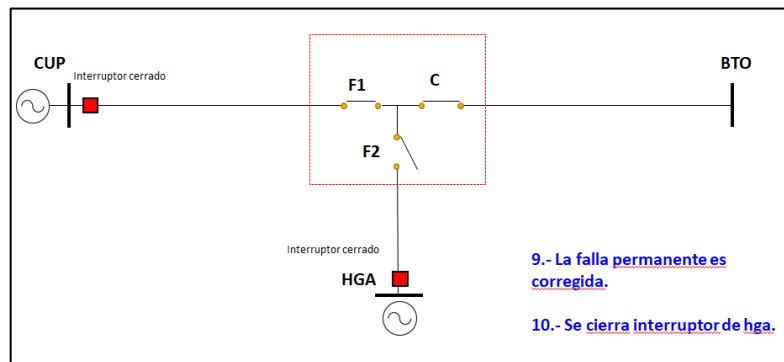 CUP
Interruptor cerrado
BTO
F1
C
F2
Interruptor cerrado
HGA
9.- La falla permanente es
corregida.
10.- Se cierra interruptor de hga.